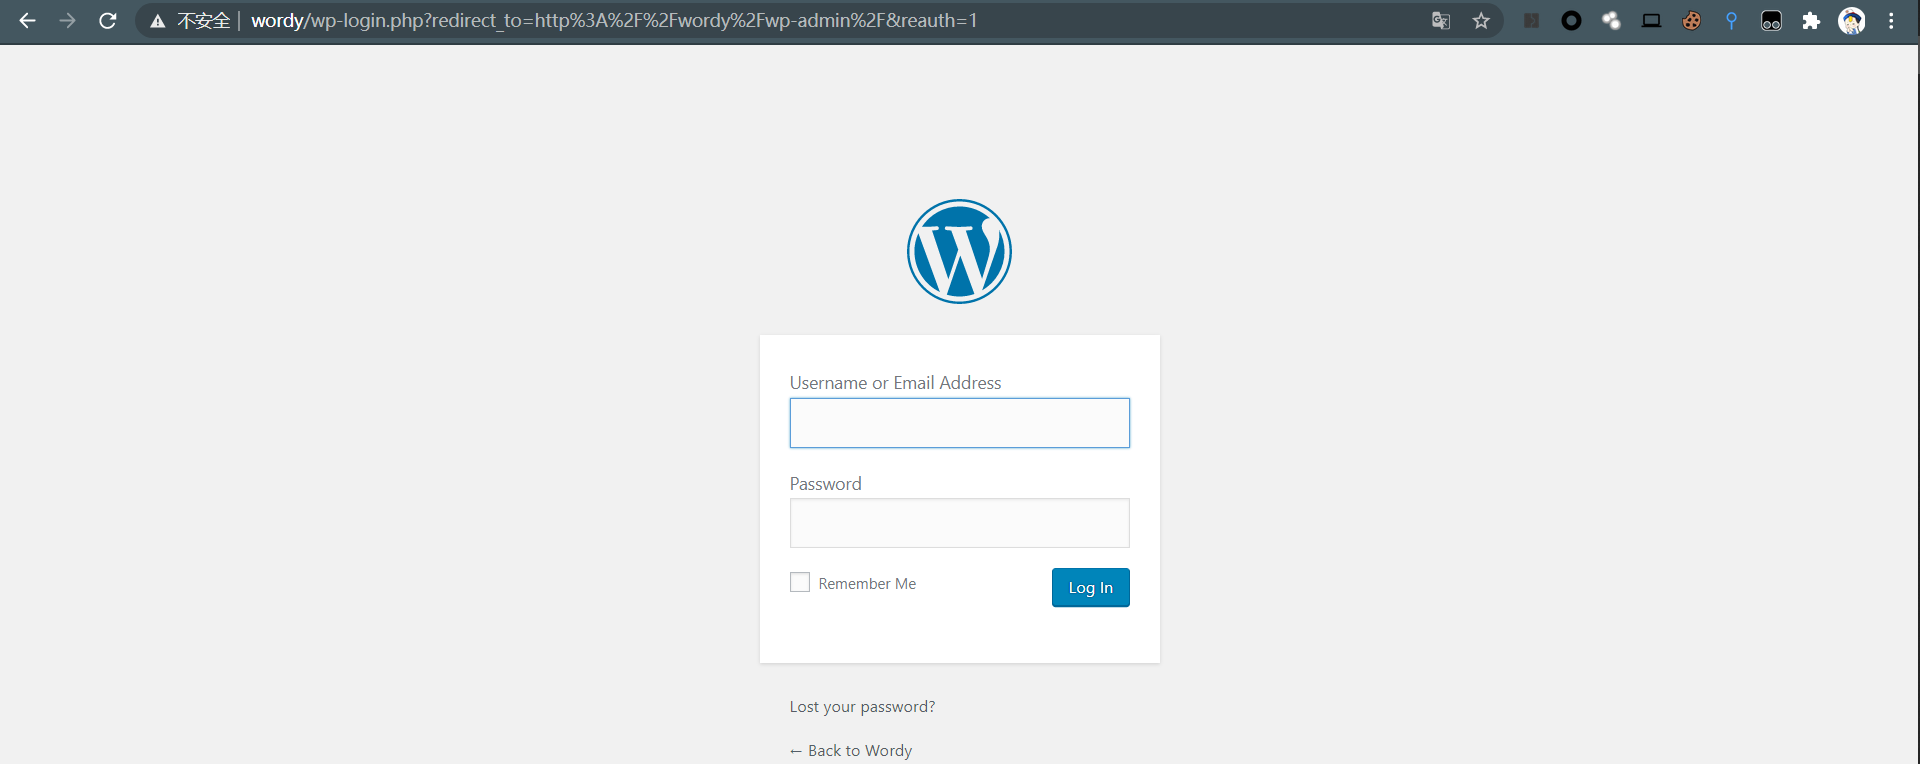 不安全 | wordy/wp-login.php?redirect_to=http%3A%2F%2Fwordy%2Fwp-admin%2F&reauth=1
Username or Email Address
Password
Remember Me
Log In
Lost your password?
← Back to Wordy